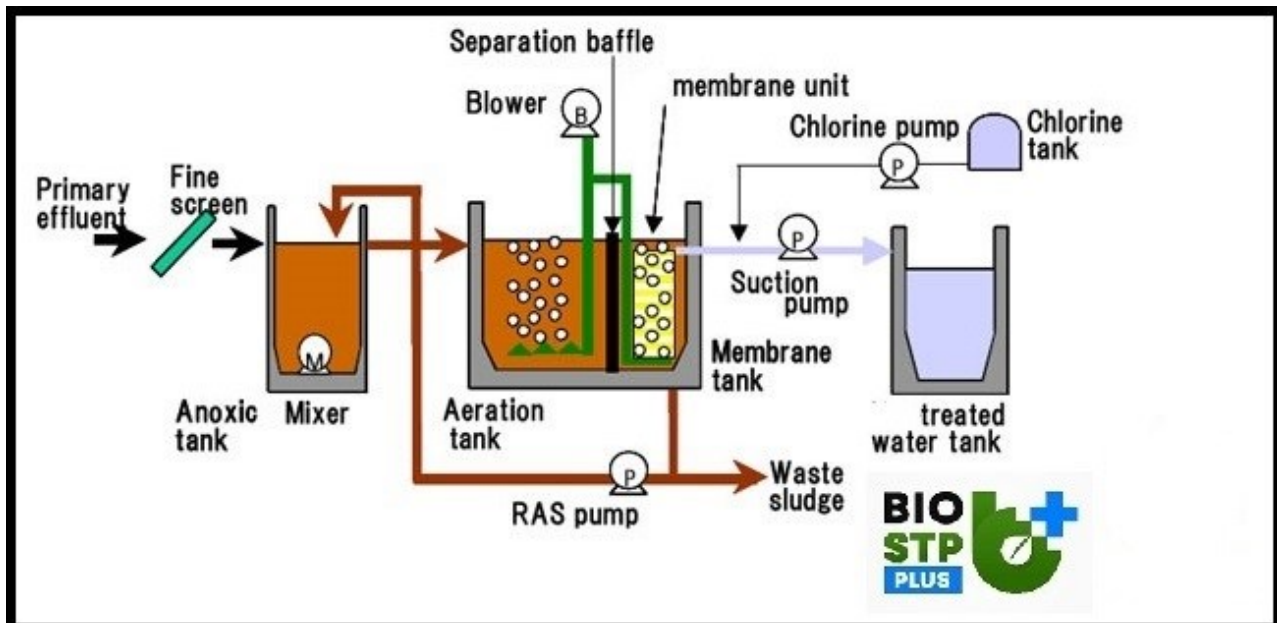 Separation baffle
Blower
B
membrane unit
Chlorine pump
P
Chlorine
tank
Primary
effluent
Fine
screen
P
Suction
pump
M
Anoxic
tank
Mixer
Aeration
tank
Membrane
tank
treated
water tank
P
RAS pump
Waste
sludge
BIO
STP
PLUS